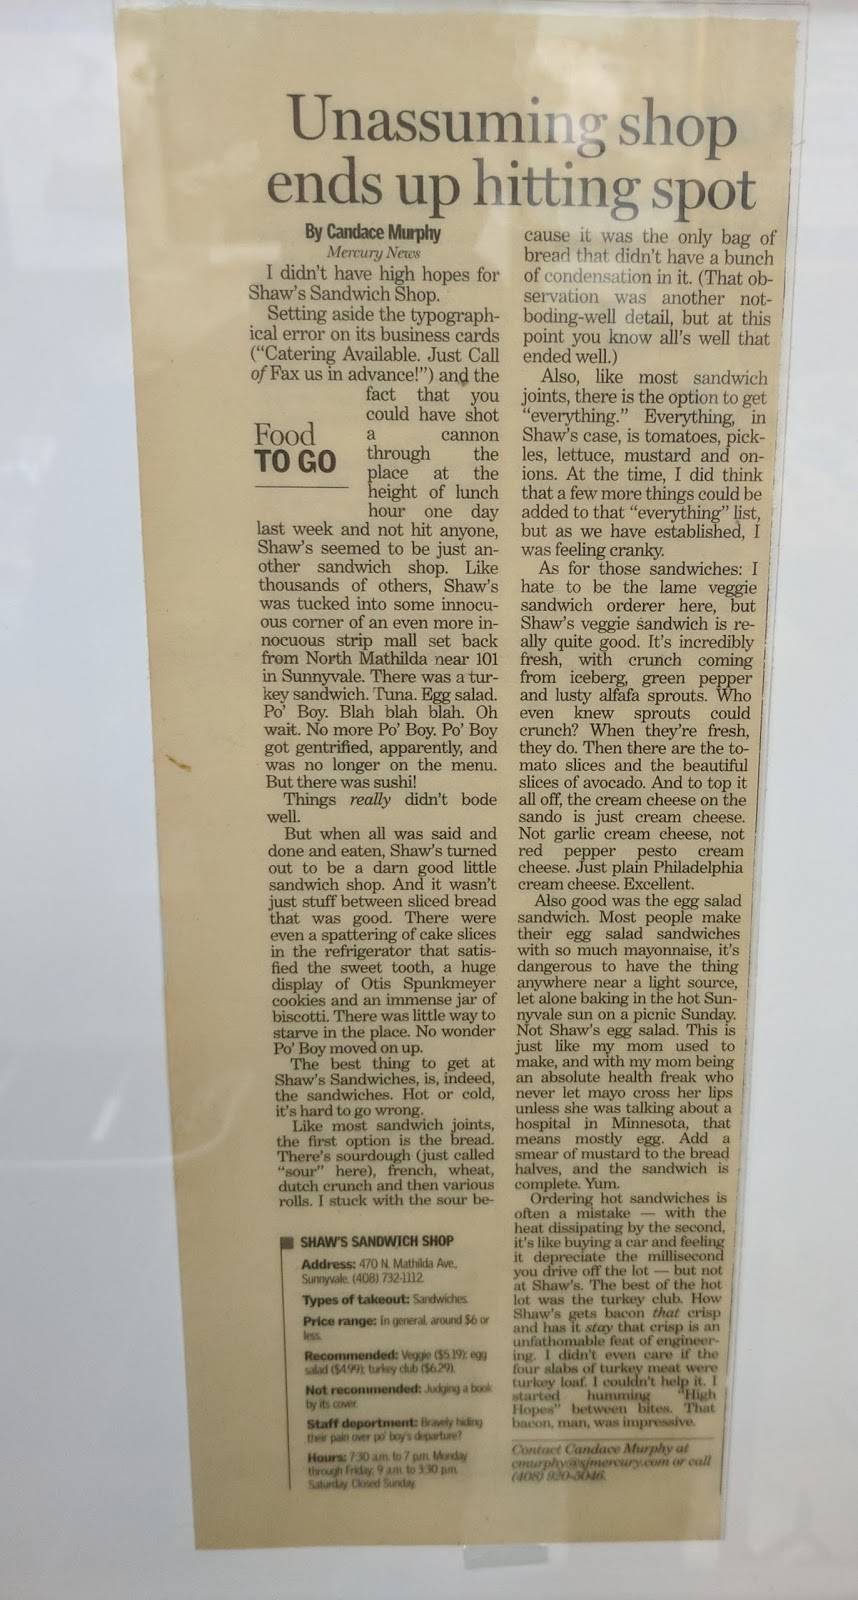 Unassuming shop
ends up hitting spot
By Candace Murphy
Mercury News
I didn't have high hopes for
Shaw's Sandwich Shop.
Setting aside the typograph-
ical error on its business cards
("Catering Available. Just Call
of Fax us in advance!") and the
fact that you
could have shot
a cannon
through the
place at the
height of lunch
hour one day
Food
TO GO
last week and not hit anyone,
Shaw's seemed to be just an-
other sandwich shop. Like
thousands of others, Shaw's
was tucked into some innocu-
ous corner of an even more in-
nocuous strip mall set back
from North Mathilda near 101
in Sunnyvale. There was a tur-
key sandwich. Tuna. Egg salad.
Po' Boy. Blah blah blah. Oh
wait. No more Po' Boy. Po' Boy
got gentrified, apparently, and
was no longer on the menu.
But there was sushi!
Things really didn't bode
well.
But when all was said and
done and eaten, Shaw's turned
out to be a darn good little
sandwich shop. And it wasn't
just stuff between sliced bread
that was good. There were
even a spattering of cake slices
in the refrigerator that satis-
fied the sweet tooth, a huge
display of Otis Spunkmeyer
cookies and an immense jar of
biscotti. There was little way to
starve in the place. No wonder
Po' Boy moved on up.
The best thing to get at
Shaw's Sandwiches, is, indeed,
the sandwiches. Hot or cold,
it's hard to go wrong.
Like most sandwich joints,
the first option is the bread.
There's sourdough (just called
"sour" here), french, wheat,
dutch crunch and then various
rolls. I stuck with the sour be-
cause it was the only bag of
bread that didn't have a bunch
of condensation in it. (That ob-
servation was another not-
boding-well detail, but at this
point you know all's well that
ended well.)
Also, like most sandwich
joints, there is the option to get
"everything." Everything, in
Shaw's case, is tomatoes, pick-
les, lettuce, mustard and on-
ions. At the time, I did think
that a few more things could be
added to that "everything" list,
but as we have established, I
was feeling cranky.
As for those sandwiches: I
hate to be the lame veggie
sandwich orderer here, but
Shaw's veggie sandwich is re-
ally quite good. It's incredibly
fresh, with crunch coming
from iceberg, green pepper
and lusty alfafa sprouts. Who
even knew sprouts could
crunch? When they're fresh,
they do. Then there are the to-
mato slices and the beautiful
slices of avocado. And to top it
all off, the cream cheese on the
sando is just cream cheese.
Not garlic cream cheese, not
red pepper pesto cream
cheese. Just plain Philadelphia
cream cheese. Excellent.
Also good was the egg salad
sandwich. Most people make
their egg salad sandwiches
with so much mayonnaise, it's
dangerous to have the thing
anywhere near a light source,
let alone baking in the hot Sun-
nyvale sun on a picnic Sunday.
Not Shaw's egg salad. This is
just like my mom used to
make, and with my mom being
an absolute health freak who
never let mayo cross her lips
unless she was talking about a
hospital in Minnesota, that
means mostly egg. Add a
smear of mustard to the bread
halves, and the sandwich is
complete. Yum.
Ordering hot sandwiches is
often a mistake — with the
heat dissipating by the second,
it's like buying a car and feeling
it depreciate the millisecond
you drive off the lot — but not
at Shaw's. The best of the hot
lot was the turkey club. How
Shaw's gets bacon that crisp
and has it stay that crisp is an
unfathomable feat of engineer-
ing. I didn't even care if the
four slabs of turkey meat were
turkey loaf. I couldn't help it. I
started humming "High
Hopes" between bites. That
bacon, man, was impressive.
Contact Candace Murphy at
cmurphy@sjmercury.com or call
(408) 920-5046.
SHAW'S SANDWICH SHOP
Address: 470 N. Mathilda Ave.,
Sunnyvale. (408) 732-1112.
Types of takeout: Sandwiches.
Price range: In general, around $6 or
less.
Recommended: Veggie ($5.19); egg
salad ($4.99); turkey club ($6.29).
Not recommended: Judging a book
by its cover.
Staff deportment: Bravely hiding
their pain over po' boy's departure?
Hours: 7:30 a.m. to 7 p.m. Monday
through Friday; 9 a.m. to 3:30 p.m.
Saturday. Closed Sunday.